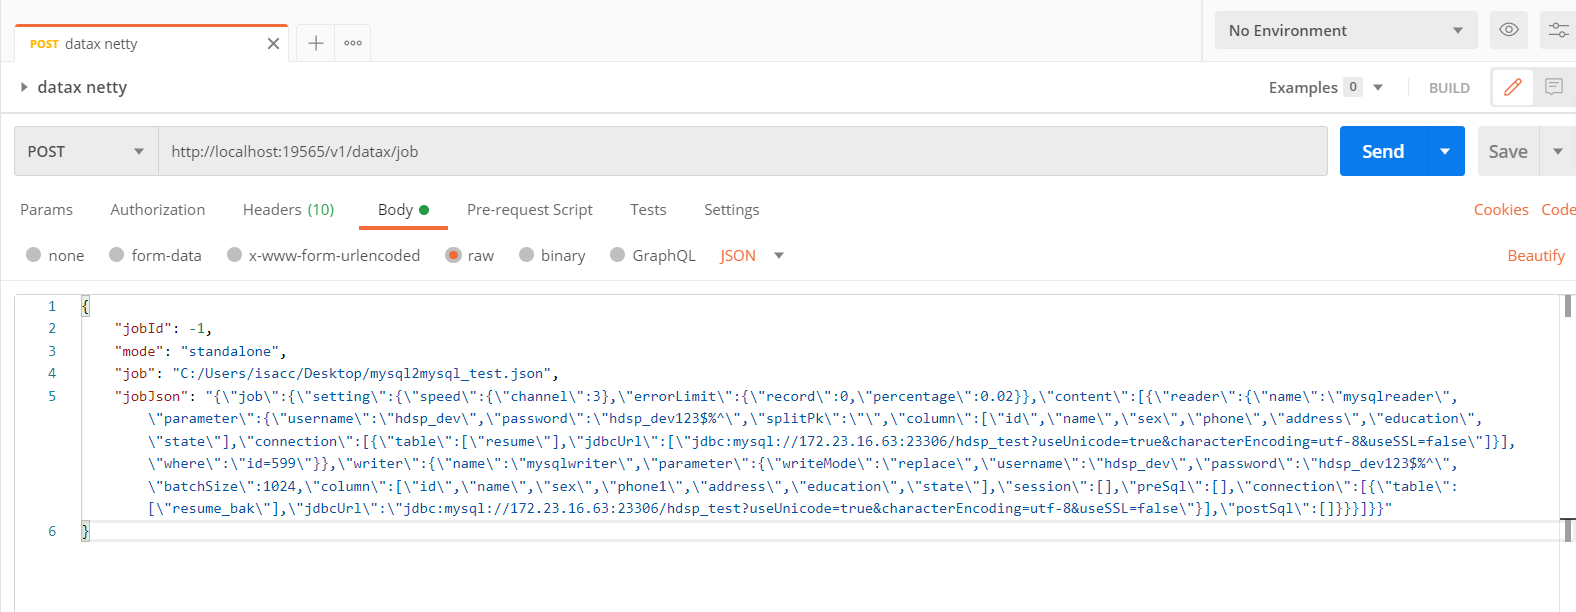 POST datax netty
No Environment
datax netty
Examples 0
BUILD
POST
http://localhost:19565/v1/datax/job
Send
Save
Params Authorization Headers (10) Body Pre-request Script Tests Settings
Cookies Code
none form-data x-www-form-urlencoded raw binary GraphQL JSON
Beautify
1 {
2 "jobId": -1,
3 "mode": "standalone",
4 "job": "C:/Users/isacc/Desktop/mysql2mysql_test.json",
5 "jobJson": "{\"job\":{\"setting\":{\"speed\":{\"channel\":3},\"errorLimit\":{\"record\":0,\"percentage\":0.02}},\"content\":[{\"reader\":{\"name\":\"mysqlreader\",
\"parameter\":{\"username\":\"hdsp_dev\",\"password\":\"hdsp_dev123$%^\",\"splitPk\":\"\",\"column\":[\"id\",\"name\",\"sex\",\"phone\",\"address\",\"education\",
\"state\"],\"connection\":[{\"table\":[\"resume\"],\"jdbcUrl\":[\"jdbc:mysql://172.23.16.63:23306/hdsp_test?useUnicode=true&characterEncoding=utf-8&useSSL=false\"]}],
\"where\":\"id=599\"}},\"writer\":{\"name\":\"mysqlwriter\",\"parameter\":{\"writeMode\":\"replace\",\"username\":\"hdsp_dev\",\"password\":\"hdsp_dev123$%^\",
\"batchSize\":1024,\"column\":[\"id\",\"name\",\"sex\",\"phone1\",\"address\",\"education\",\"state\"],\"session\":[],\"preSql\":[],\"connection\":[{\"table\":
[\"resume_bak\"],\"jdbcUrl\":\"jdbc:mysql://172.23.16.63:23306/hdsp_test?useUnicode=true&characterEncoding=utf-8&useSSL=false\"}],\"postSql\":[]}}}]}}"
6 }